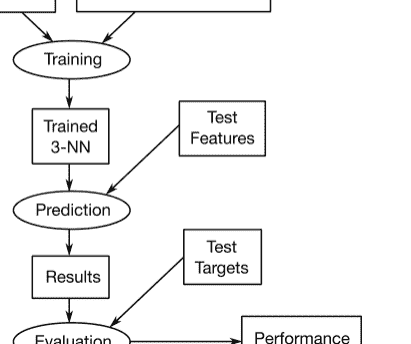 Training
Trained
3-NN
Test
Features
Prediction
Test
Targets
Results
Evaluation
Performance